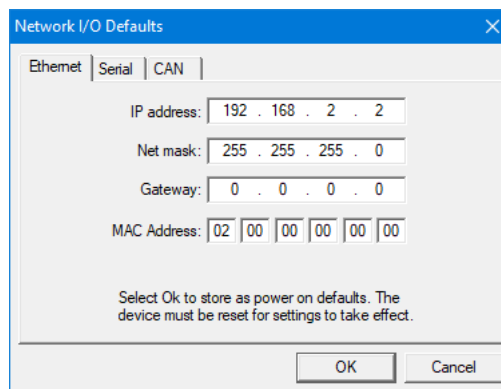 Network I/O Defaults
Ethernet Serial CAN
IP address: 192 . 168 . 2 . 2
Net mask: 255 . 255 . 255 . 0
Gateway: 0 . 0 . 0 . 0
MAC Address: 02 00 00 00 00 00
Select Ok to store as power on defaults. The
device must be reset for settings to take effect.
OK Cancel